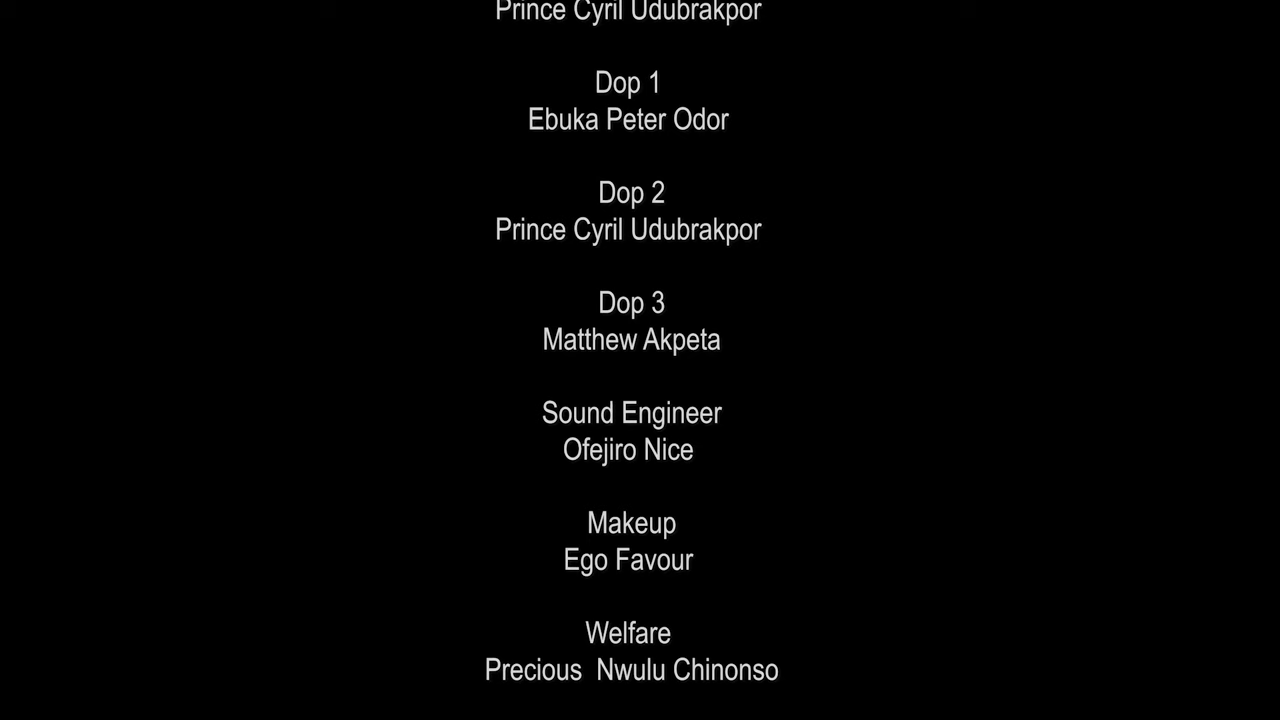 Prince Cyril Udubrakpor
Dop 1
Ebuka Peter Odor
Dop 2
Prince Cyril Udubrakpor
Dop 3
Matthew Akpeta
Sound Engineer
Ofejiro Nice
Makeup
Ego Favour
Welfare
Precious  Nwulu Chinonso